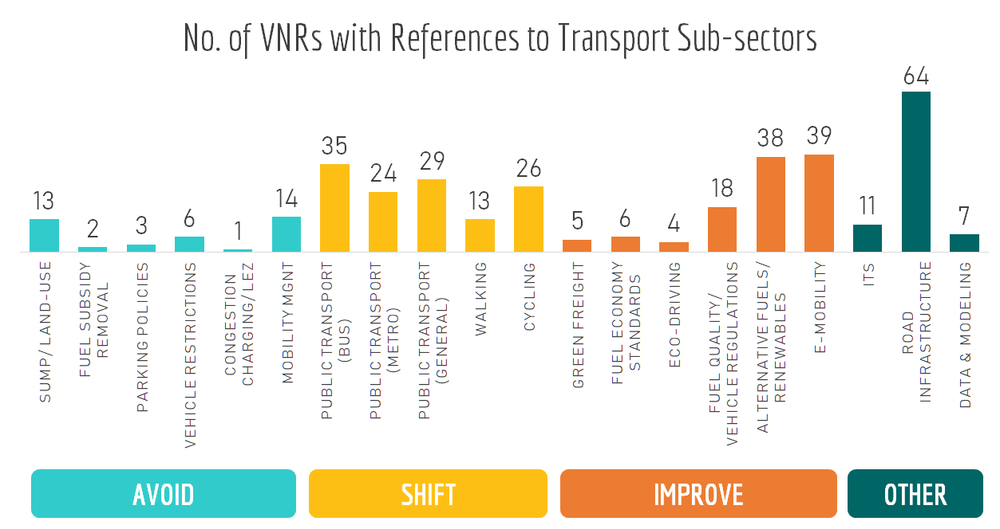 No. of VNRs with References to Transport Sub-sectors
13
2
3
6
1
14
35
24
29
13
26
5
6
4
18
38
39
11
64
7
SUMP/LAND-USE
FUEL SUBSIDY
REMOVAL
PARKING POLICIES
VEHICLE RESTRICTIONS
CONGESTION
CHARGING/LEZ
MOBILITY MGNT
PUBLIC TRANSPORT
(BUS)
PUBLIC TRANSPORT
(METRO)
PUBLIC TRANSPORT
(GENERAL)
WALKING
CYCLING
GREEN FREIGHT
FUEL ECONOMY
STANDARDS
ECO-DRIVING
FUEL QUALITY/
VEHICLE REGULATIONS
ALTERNATIVE FUELS/
RENEWABLES
E-MOBILITY
ITS
ROAD
INFRASTRUCTURE
DATA & MODELING
AVOID
SHIFT
IMPROVE
OTHER